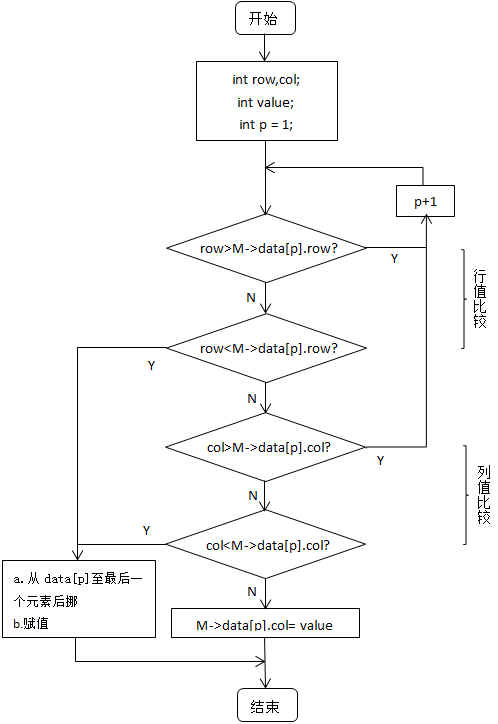 开始
int row,col;
int value;
int p = 1;
p+1
row>M->data[p].row?
Y
N
行值比较
row<M->data[p].row?
Y
N
col>M->data[p].col?
Y
N
列值比较
col<M->data[p].col?
Y
N
a. 从 data[p]至最后一
个元素后挪
b.赋值
M->data[p].col= value
结束